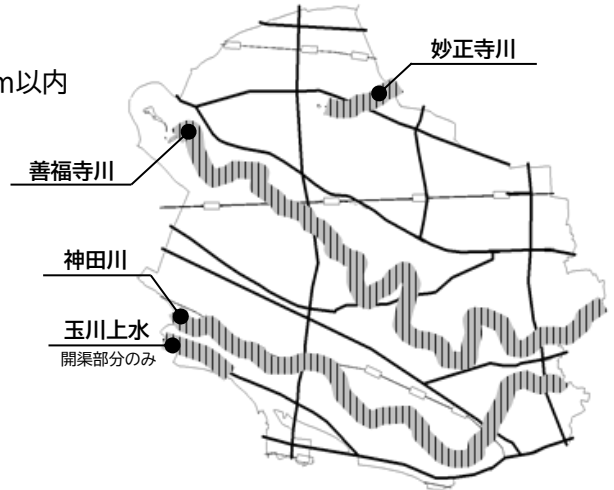 妙正寺川
m以内
善福寺川
神田川
玉川上水
開渠部分のみ